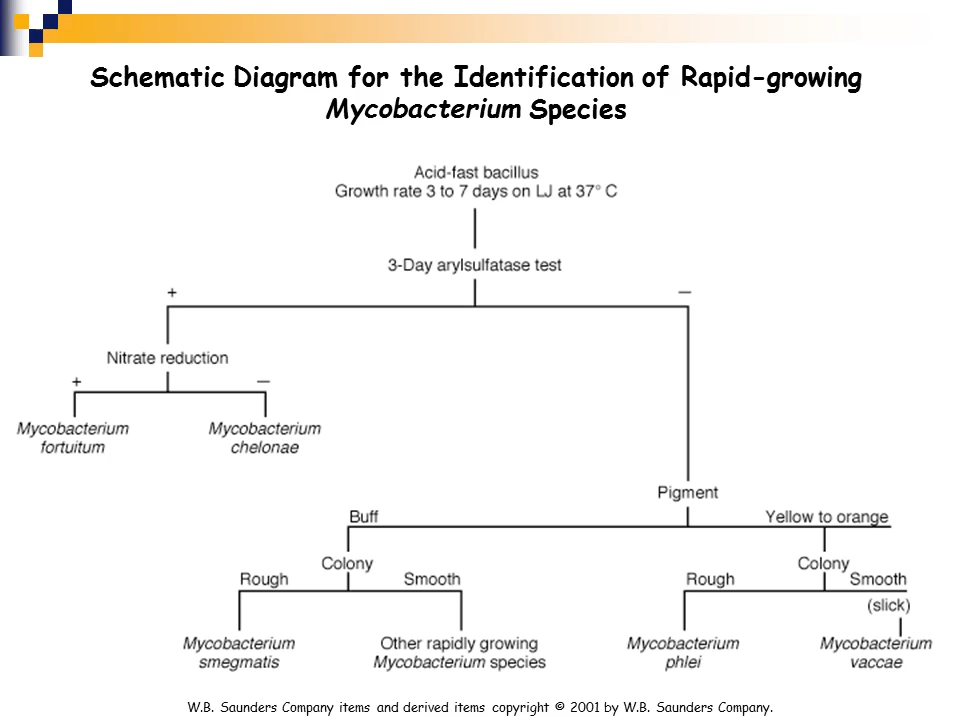 Schematic Diagram for the Identification of Rapid-growing
Mycobacterium Species
Acid-fast bacillus
Growth rate 3 to 7 days on LJ at 37° C
3-Day arylsulfatase test
+
—
Nitrate reduction
+
—
Mycobacterium
fortuitum
Mycobacterium
chelonae
Pigment
Buff
Yellow to orange
Colony
Rough
Smooth
Colony
Rough
Smooth
(slick)
Mycobacterium
smegmatis
Other rapidly growing
Mycobacterium species
Mycobacterium
phlei
Mycobacterium
vaccae
W.B. Saunders Company items and derived items copyright © 2001 by W.B. Saunders Company.